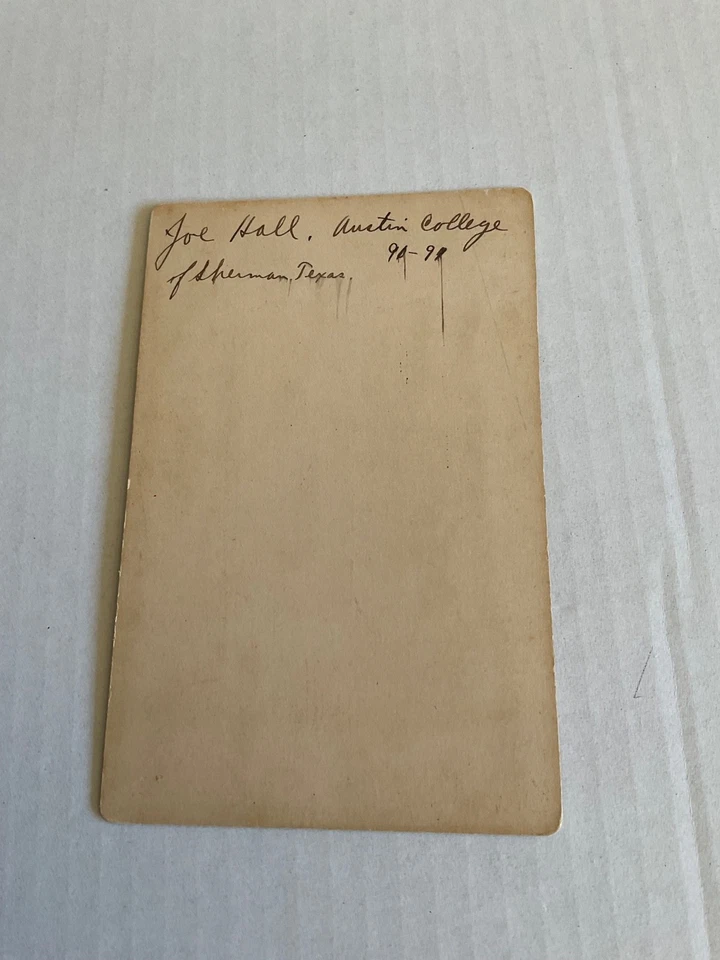 Joe Hall. Austin College
of Sherman, Texas.